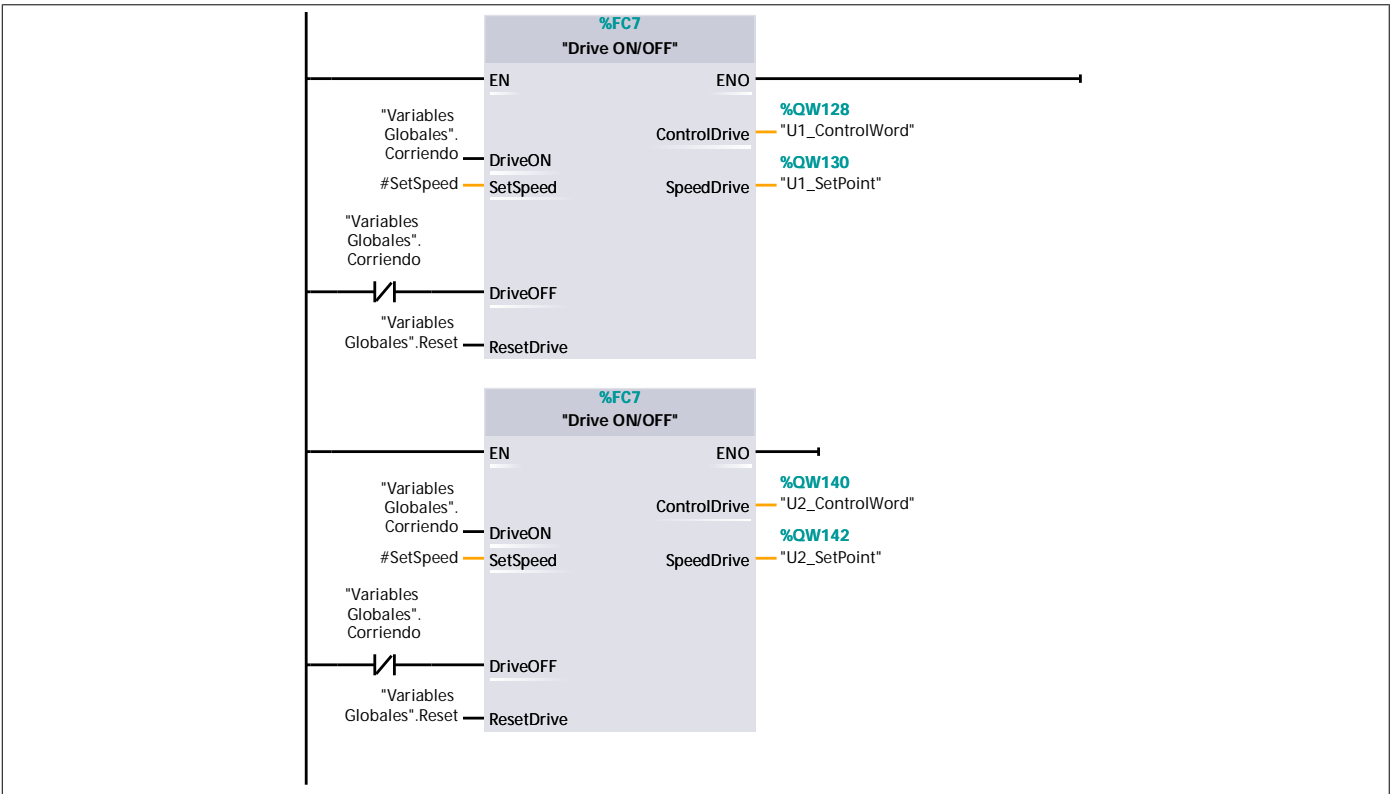 %FC7
"Drive ON/OFF"
EN
ENO
"Variables
Globales".
Corriendo
DriveON
#SetSpeed
SetSpeed
ControlDrive
%QW128
"U1_ControlWord"
SpeedDrive
%QW130
"U1_SetPoint"
"Variables
Globales".
Corriendo
DriveOFF
"Variables
Globales".Reset
ResetDrive
%FC7
"Drive ON/OFF"
EN
ENO
"Variables
Globales".
Corriendo
DriveON
#SetSpeed
SetSpeed
ControlDrive
%QW140
"U2_ControlWord"
SpeedDrive
%QW142
"U2_SetPoint"
"Variables
Globales".
Corriendo
DriveOFF
"Variables
Globales".Reset
ResetDrive